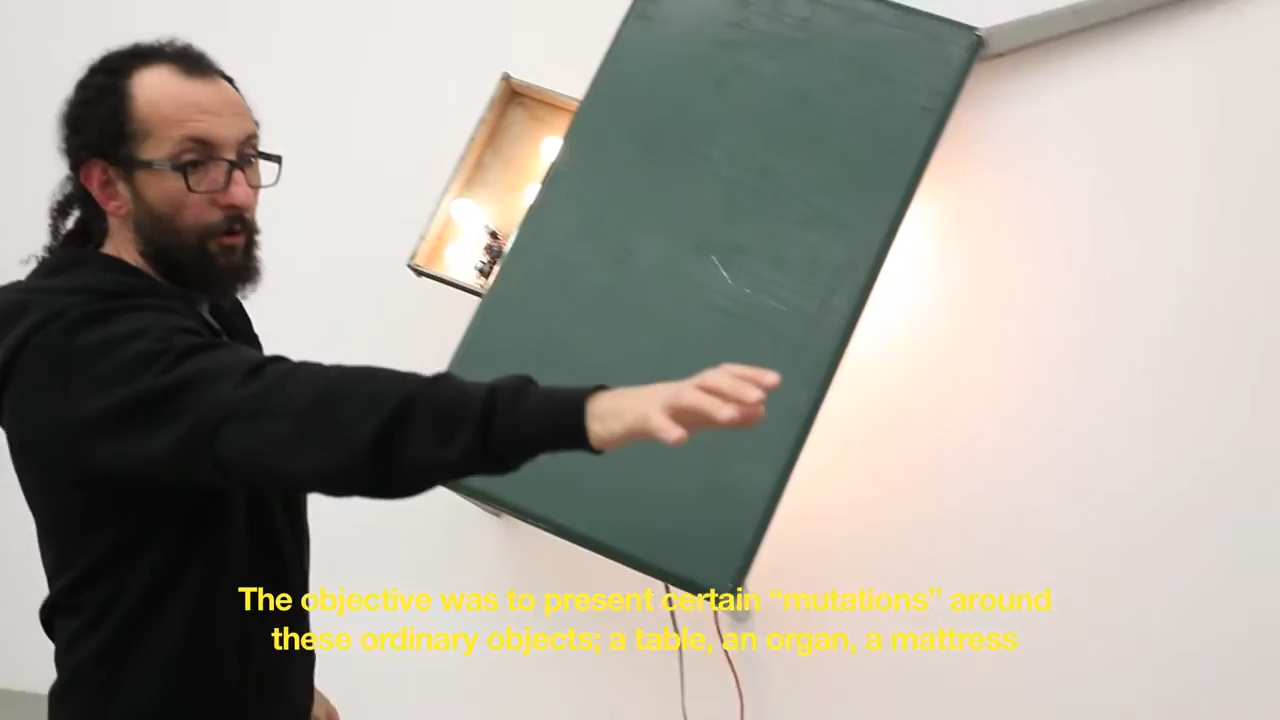 The objective was to present certain “mutations” around
these ordinary objects; a table, an organ, a mattress